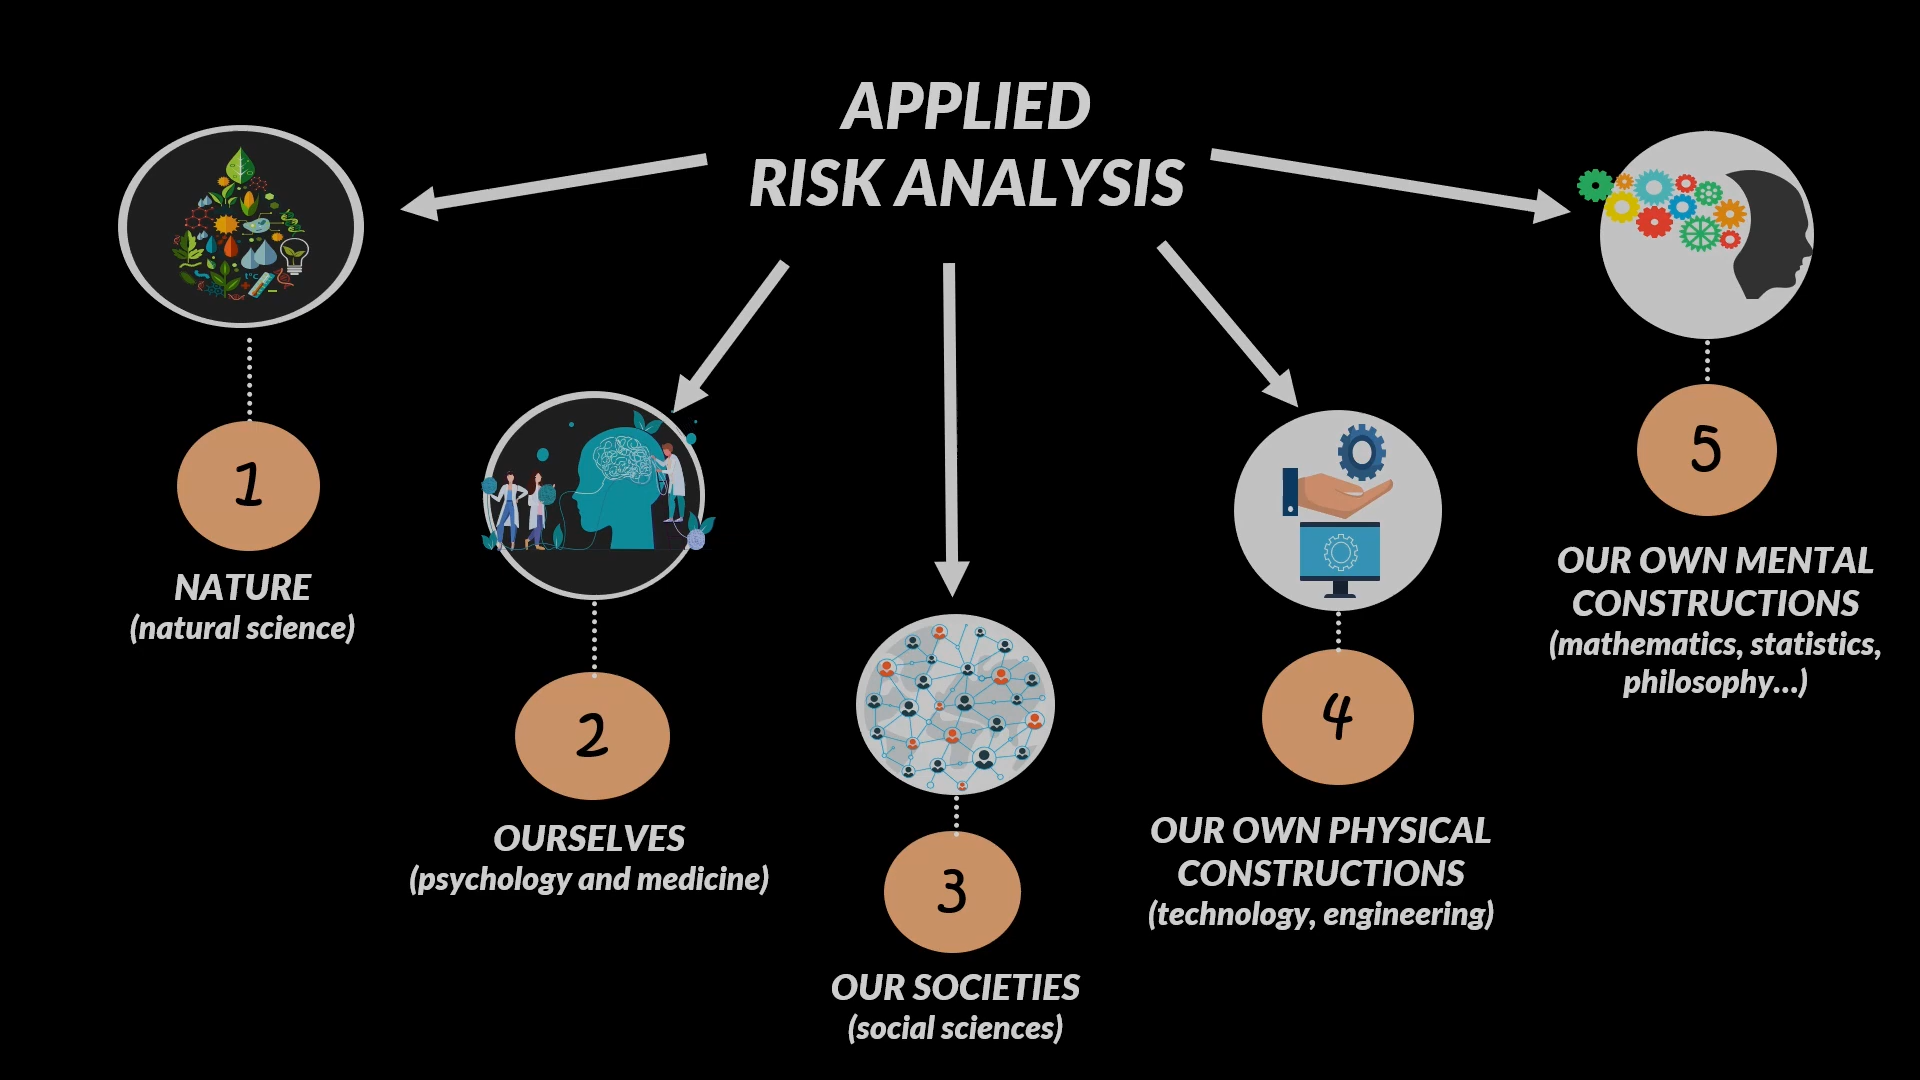 APPLIED
RISK ANALYSIS
1
NATURE
(natural science)
2
OURSELVES
(psychology and medicine)
3
OUR SOCIETIES
(social sciences)
4
OUR OWN PHYSICAL
CONSTRUCTIONS
(technology, engineering)
5
OUR OWN MENTAL
CONSTRUCTIONS
(mathematics, statistics,
philosophy...)
t°C